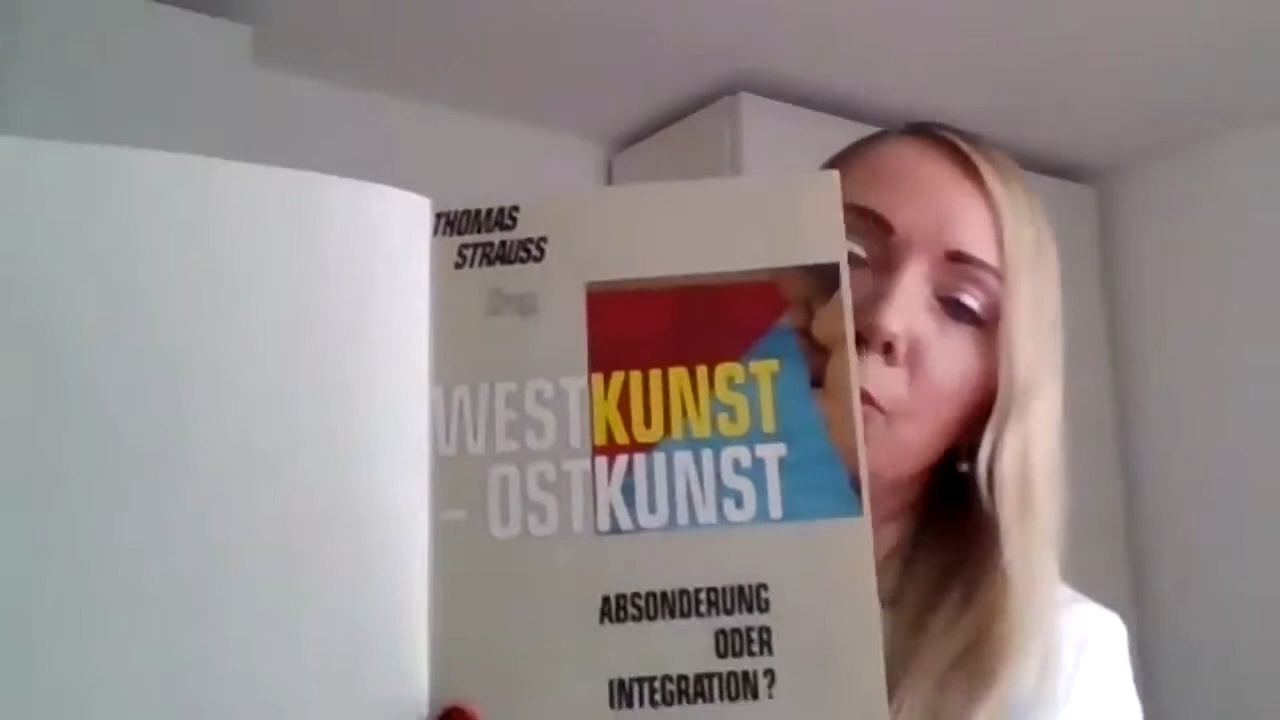 THOMAS
STRAUSS
WESTKUNST
- OSTKUNST
ABSONDERUNG
ODER
INTEGRATION?